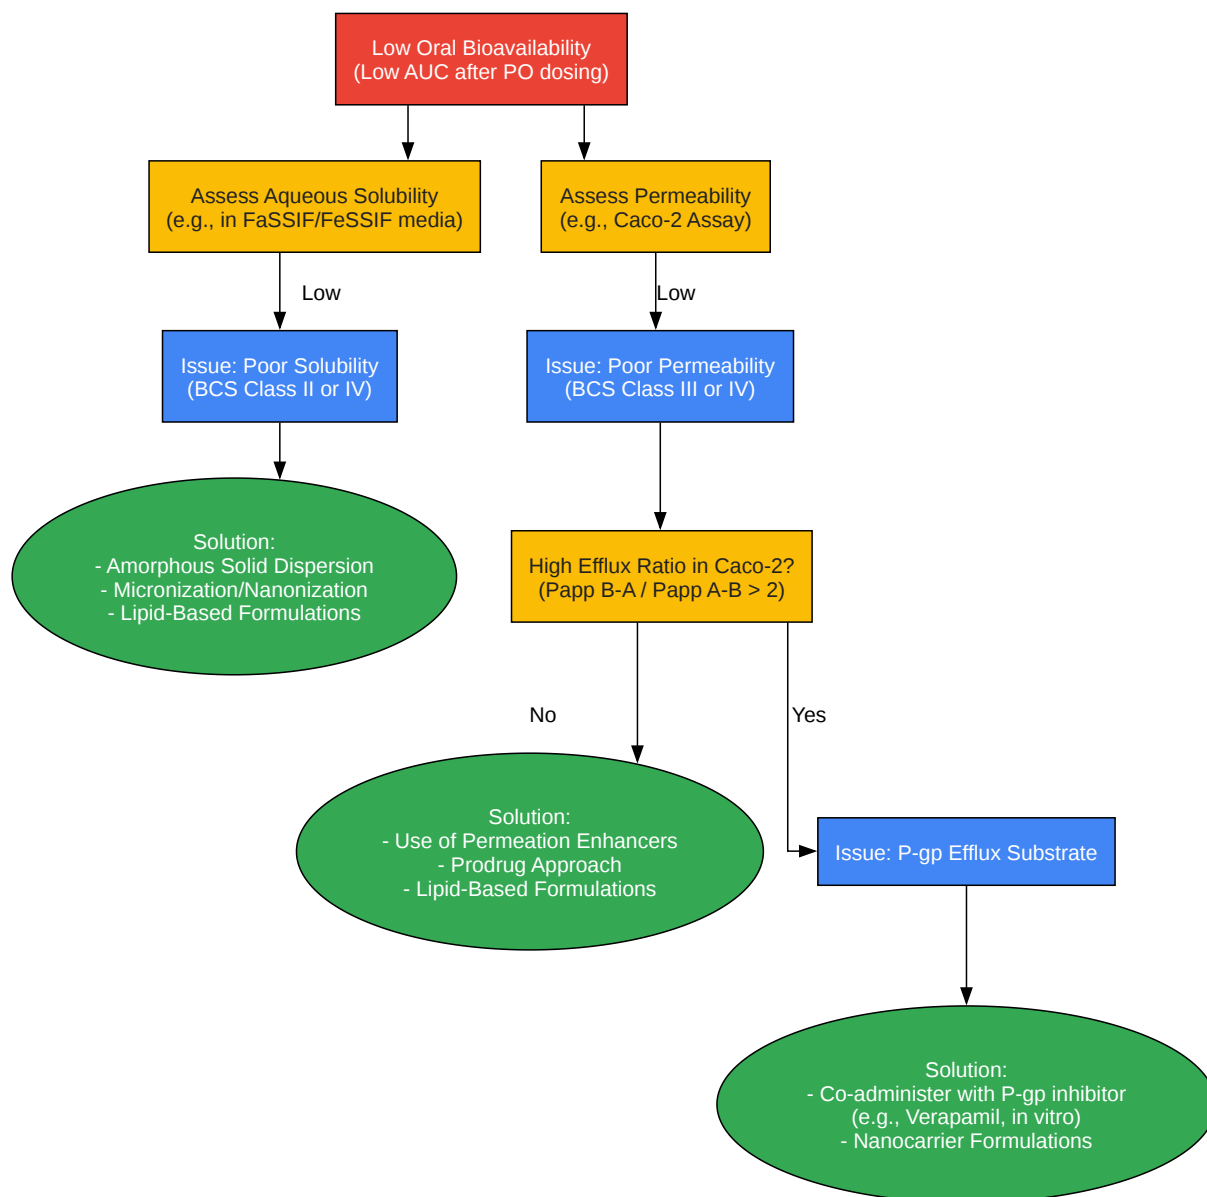 Low Oral Bioavailability
(Low AUC after PO dosing)
Assess Aqueous Solubility
(e.g., in FaSSIF/FeSSIF media)
Assess Permeability
(e.g., Caco-2 Assay)
Low
Low
Issue: Poor Solubility
(BCS Class II or IV)
Issue: Poor Permeability
(BCS Class III or IV)
Solution:
- Amorphous Solid Dispersion
- Micronization/Nanonization
- Lipid-Based Formulations
High Efflux Ratio in Caco-2?
(Papp B-A / Papp A-B > 2)
No
Yes
Solution:
- Use of Permeation Enhancers
- Prodrug Approach
- Lipid-Based Formulations
Issue: P-gp Efflux Substrate
Solution:
- Co-administer with P-gp inhibitor
(e.g., Verapamil, in vitro)
- Nanocarrier Formulations